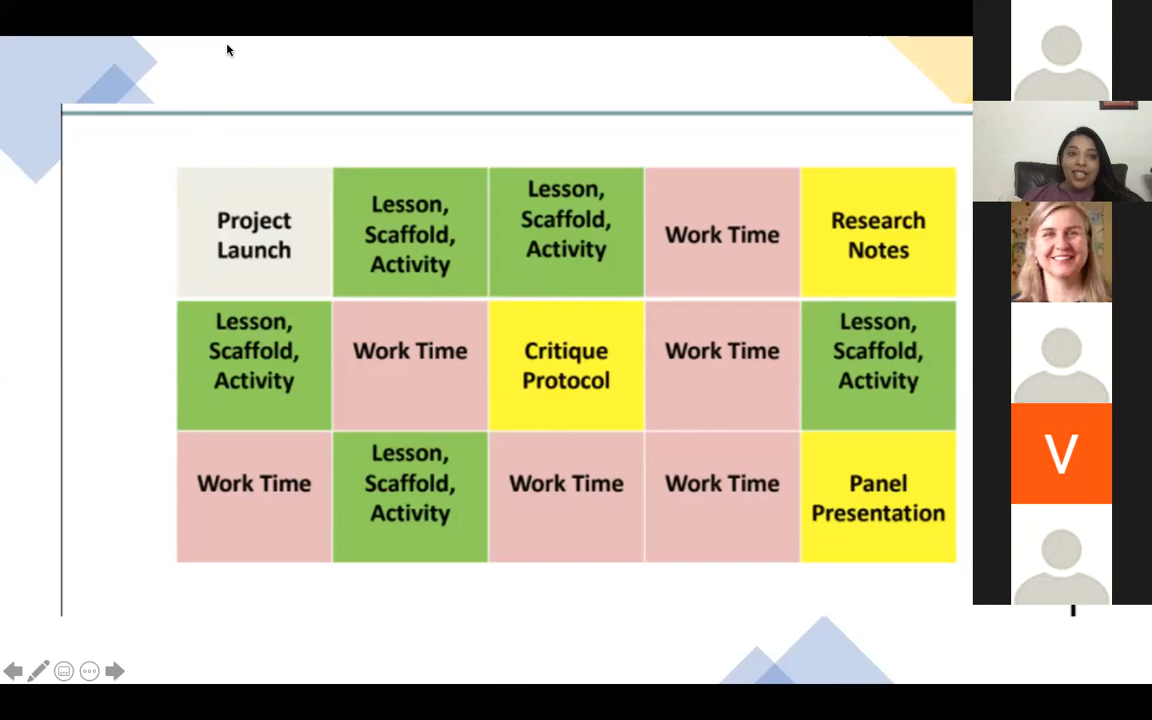 Project
Launch
Lesson,
Scaffold,
Activity
Lesson,
Scaffold,
Activity
Work Time
Research
Notes
Lesson,
Scaffold,
Activity
Work Time
Critique
Protocol
Work Time
Lesson,
Scaffold,
Activity
Work Time
Lesson,
Scaffold,
Activity
Work Time
Work Time
Panel
Presentation
V